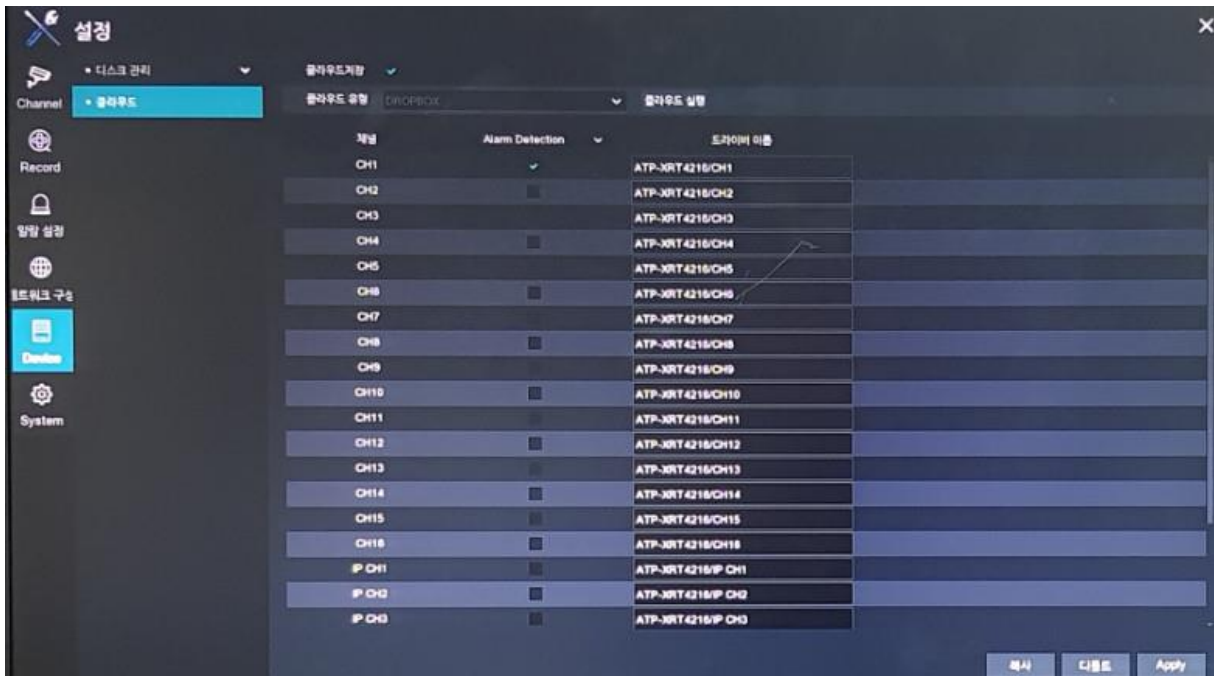 설정
• 디스크 관리
클라우드저장
Channel
• 클라우드
클라우드 유형 DROPBOX 클라우드 실행
채널 Alarm Detection 드라이버 이름
Record
CH1 ATP-XRT4216/CH1
CH2 ATP-XRT4216/CH2
CH3 ATP-XRT4216/CH3
알람 설정
CH4 ATP-XRT4216/CH4
CH5 ATP-XRT4216/CH5
트워크 구성
CH6 ATP-XRT4216/CH6
CH7 ATP-XRT4216/CH7
Device
CH8 ATP-XRT4216/CH8
CH9 ATP-XRT4216/CH9
CH10 ATP-XRT4216/CH10
System
CH11 ATP-XRT4216/CH11
CH12 ATP-XRT4216/CH12
CH13 ATP-XRT4216/CH13
CH14 ATP-XRT4216/CH14
CH15 ATP-XRT4216/CH15
CH16 ATP-XRT4216/CH16
IP CH1 ATP-XRT4216/IP CH1
IP CH2 ATP-XRT4216/IP CH2
IP CH3 ATP-XRT4216/IP CH3
복사 디폴트 Apply